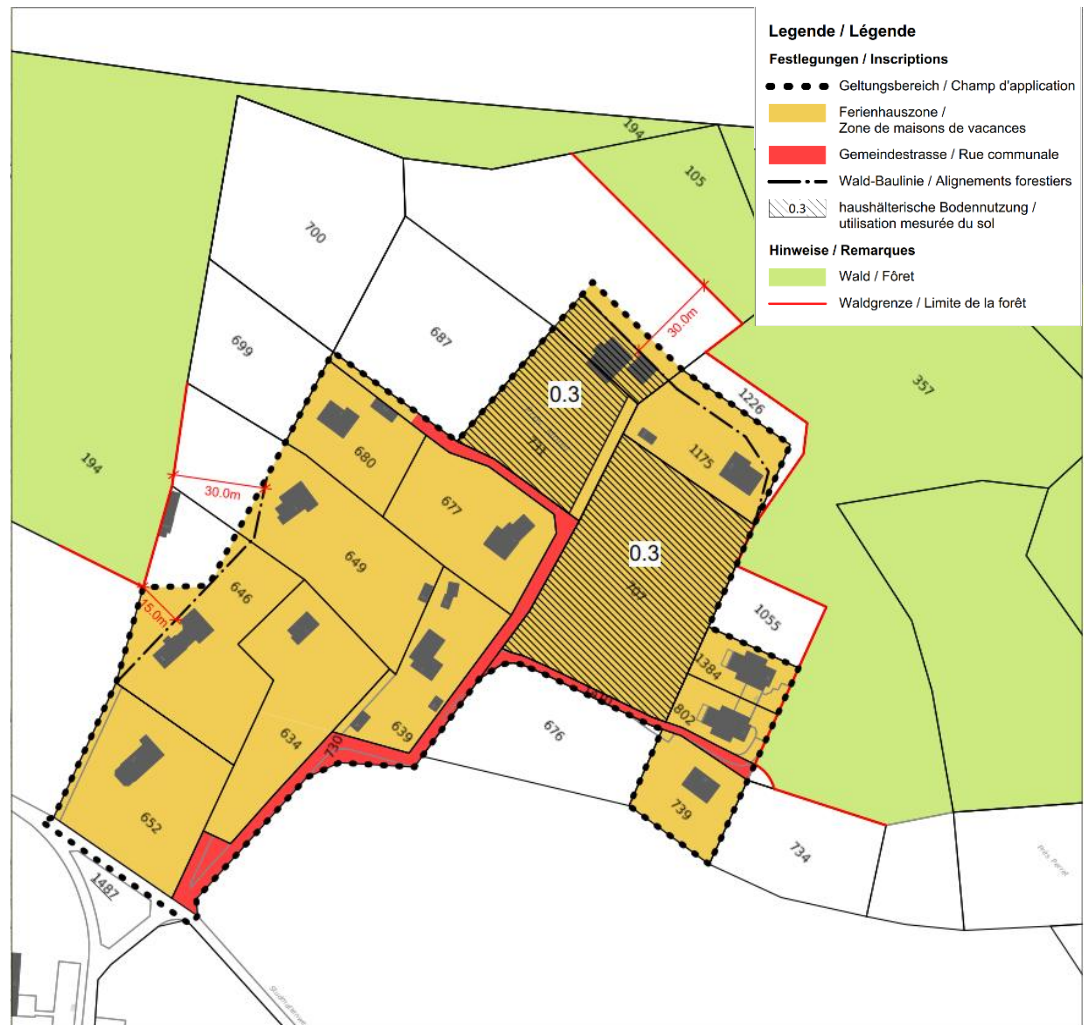 Legende / Légende
Festlegungen / Inscriptions
Geltungsbereich / Champ d'application
Ferienhauszone /
Zone de maisons de vacances
Gemeindestrasse / Rue communale
Wald-Baulinie / Alignements forestiers
0.3 haushälterische Bodennutzung /
utilisation mesurée du sol
Hinweise / Remarques
Wald / Fôret
Waldgrenze / Limite de la forêt
194
105
700
30.0m
687
699
357
0.3
1226
731
680
1175
194
30.0m
677
0.3
649
707
646
15.0m
1055
1384
802
634
639
730
676
739
652
734
1487
Prés Perret